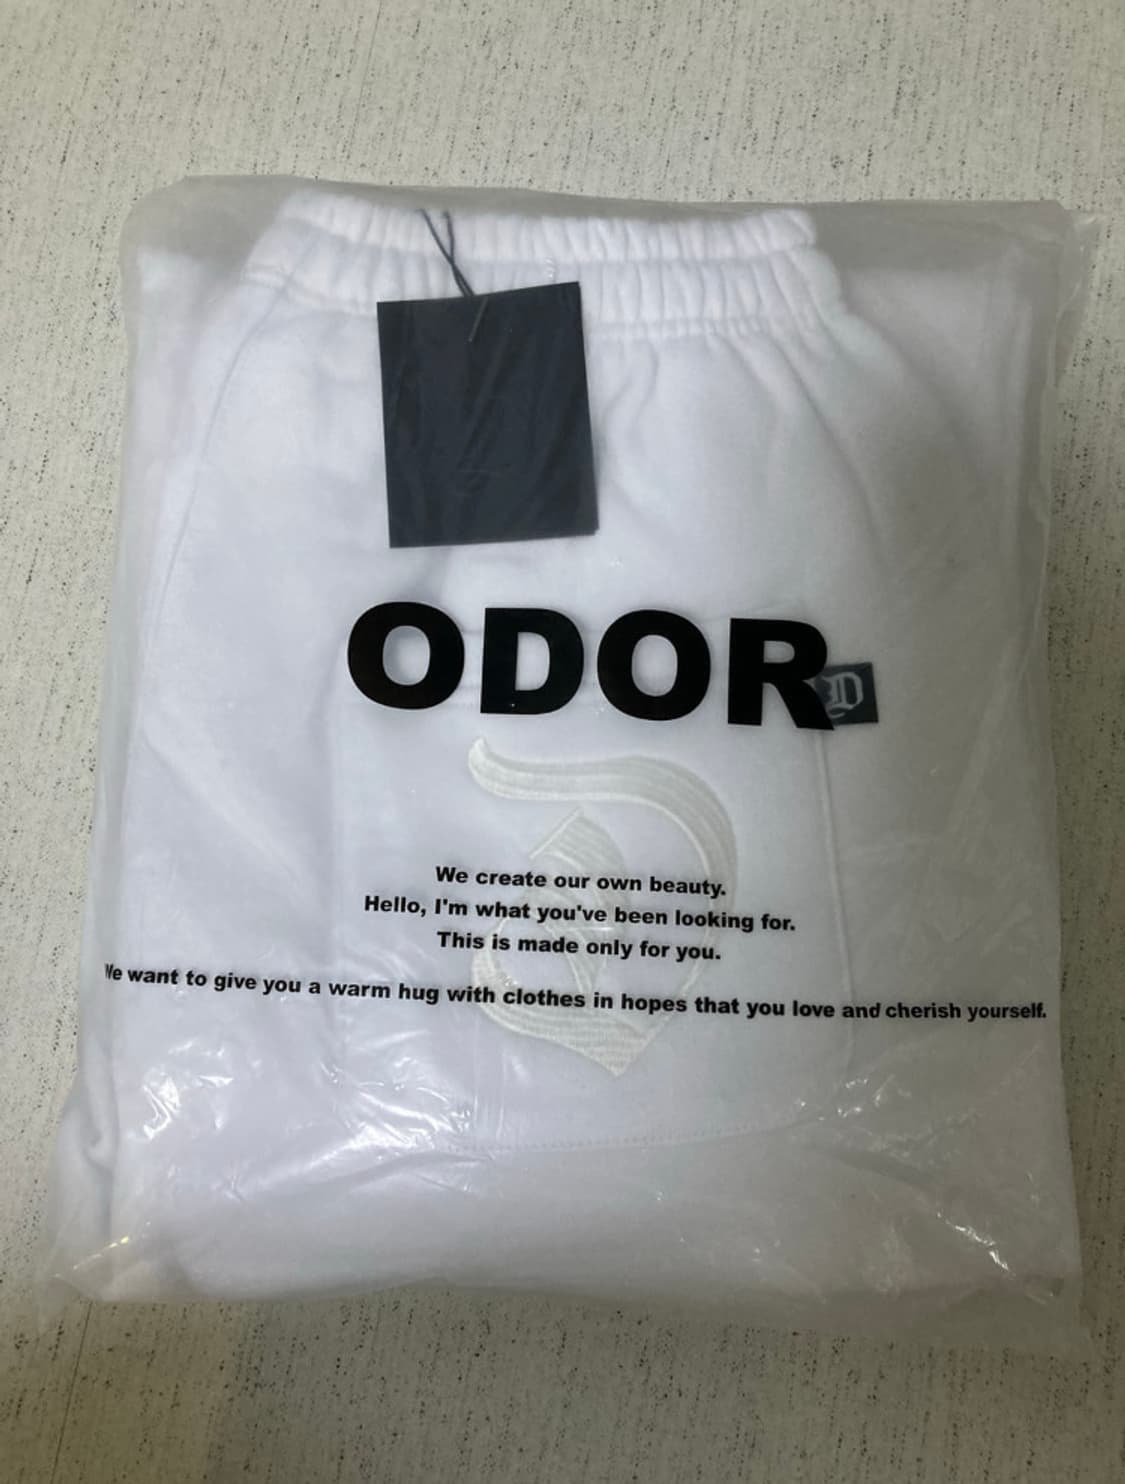 ODOR
D
D
We create our own beauty.
Hello, I'm what you've been looking for.
This is made only for you.
We want to give you a warm hug with clothes in hopes that you love and cherish yourself.